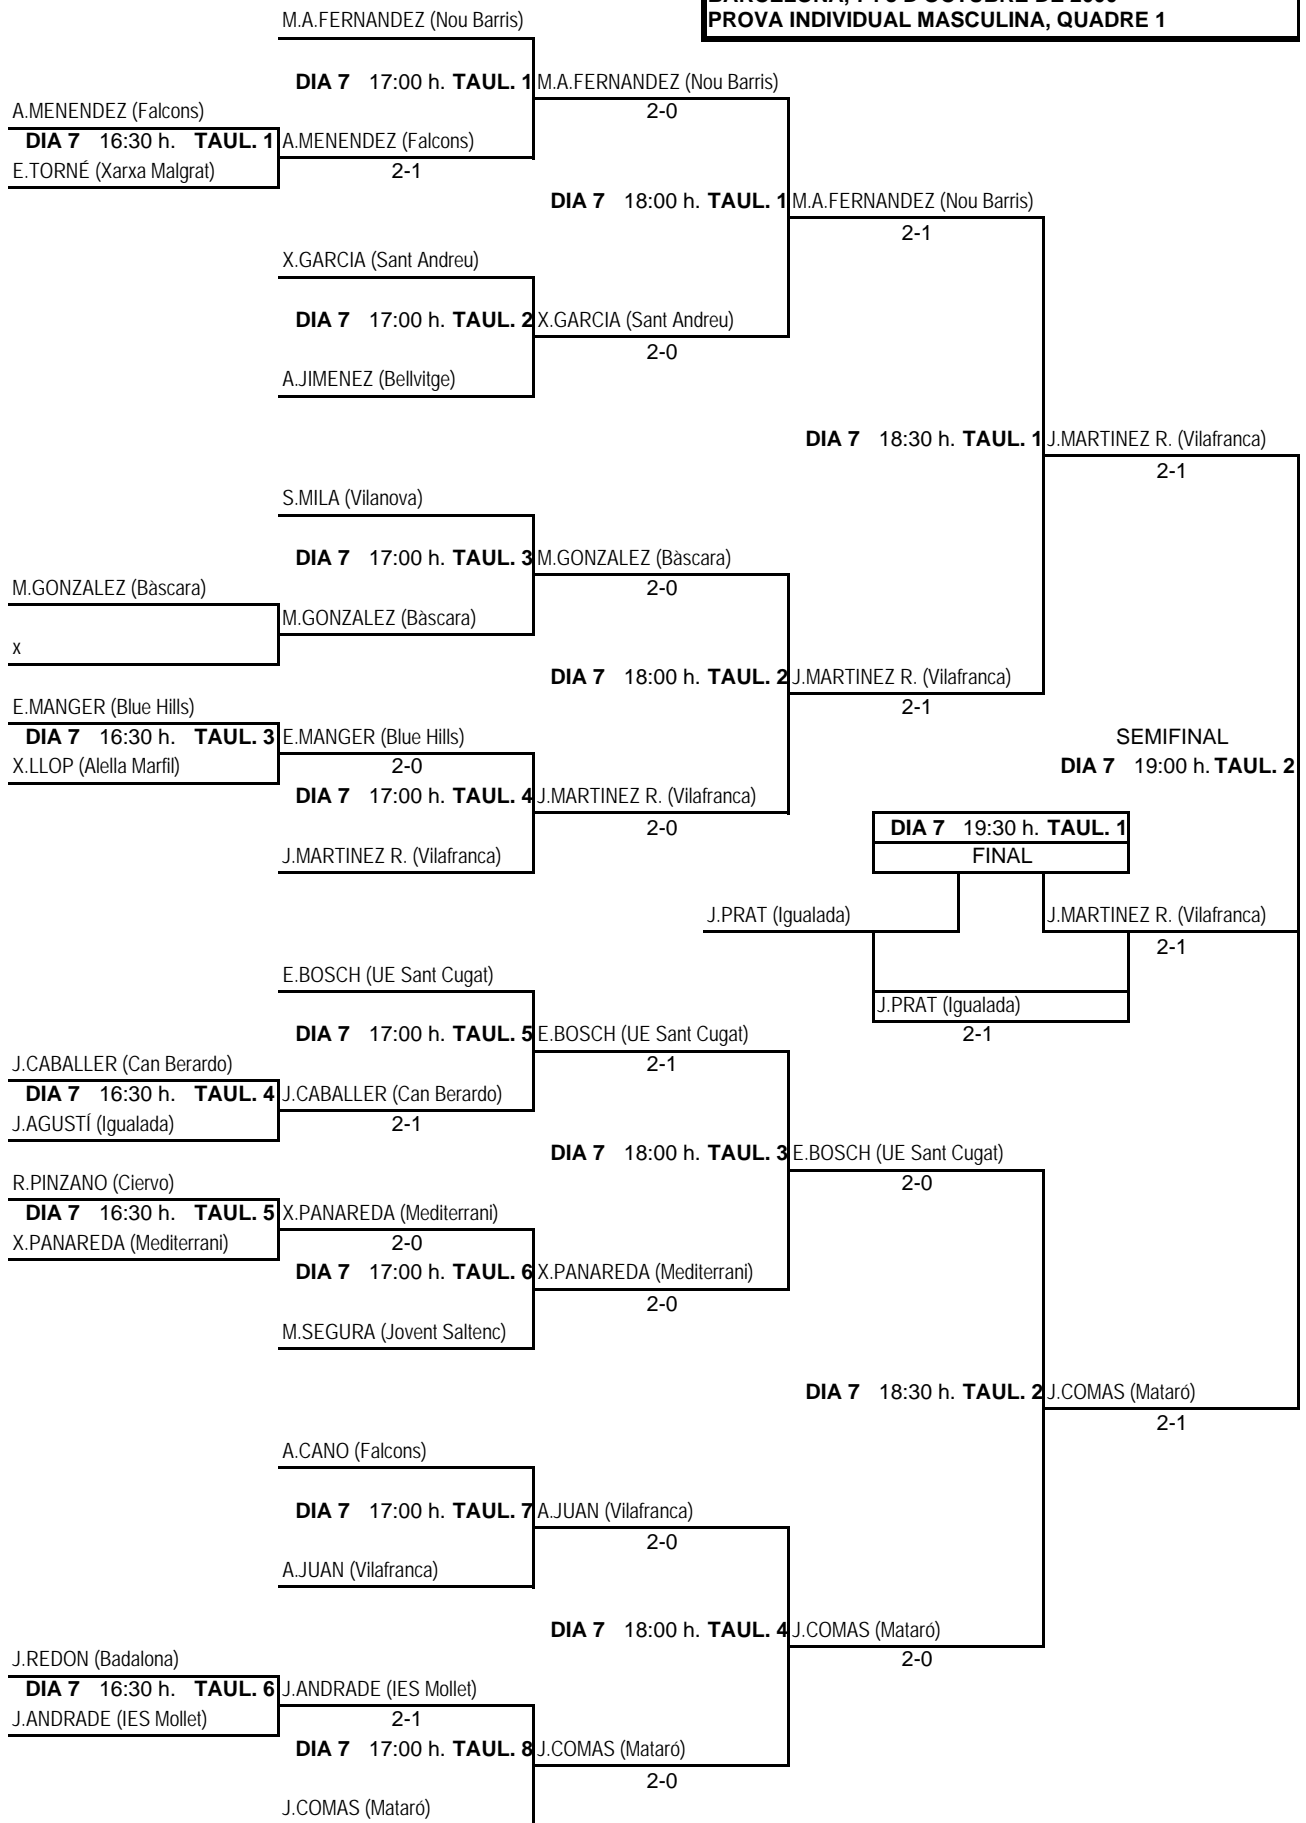 PROVA INDIVIDUAL MASCULINA, QUADRE 1
M.A.FERNANDEZ (Nou Barris)
DIA 7 17:00 h. TAUL. 1 M.A.FERNANDEZ (Nou Barris)
A.MENENDEZ (Falcons) 2-0
DIA 7 16:30 h. TAUL. 1 A.MENENDEZ (Falcons)
E.TORNÉ (Xarxa Malgrat) 2-1
DIA 7 18:00 h. TAUL. 1 M.A.FERNANDEZ (Nou Barris)
2-1
X.GARCIA (Sant Andreu)
DIA 7 17:00 h. TAUL. 2 X.GARCIA (Sant Andreu)
2-0
A.JIMENEZ (Bellvitge)
DIA 7 18:30 h. TAUL. 1 J.MARTINEZ R. (Vilafranca)
2-1
S.MILA (Vilanova)
DIA 7 17:00 h. TAUL. 3 M.GONZALEZ (Bàscara)
M.GONZALEZ (Bàscara) 2-0
M.GONZALEZ (Bàscara)
x
DIA 7 18:00 h. TAUL. 2 J.MARTINEZ R. (Vilafranca)
E.MANGER (Blue Hills) 2-1
DIA 7 16:30 h. TAUL. 3 E.MANGER (Blue Hills) SEMIFINAL
X.LLOP (Alella Marfil) 2-0 DIA 7 19:00 h. TAUL. 2
DIA 7 17:00 h. TAUL. 4 J.MARTINEZ R. (Vilafranca)
2-0 DIA 7 19:30 h. TAUL. 1
J.MARTINEZ R. (Vilafranca) FINAL
J.PRAT (Igualada) J.MARTINEZ R. (Vilafranca)
2-1
E.BOSCH (UE Sant Cugat)
J.PRAT (Igualada)
DIA 7 17:00 h. TAUL. 5 E.BOSCH (UE Sant Cugat) 2-1
J.CABALLER (Can Berardo) 2-1
DIA 7 16:30 h. TAUL. 4 J.CABALLER (Can Berardo)
J.AGUSTÍ (Igualada) 2-1
DIA 7 18:00 h. TAUL. 3 E.BOSCH (UE Sant Cugat)
R.PINZANO (Ciervo) 2-0
DIA 7 16:30 h. TAUL. 5 X.PANAREDA (Mediterrani)
X.PANAREDA (Mediterrani) 2-0
DIA 7 17:00 h. TAUL. 6 X.PANAREDA (Mediterrani)
2-0
M.SEGURA (Jovent Saltenc)
DIA 7 18:30 h. TAUL. 2 J.COMAS (Mataró)
2-1
A.CANO (Falcons)
DIA 7 17:00 h. TAUL. 7 A.JUAN (Vilafranca)
2-0
A.JUAN (Vilafranca)
DIA 7 18:00 h. TAUL. 4 J.COMAS (Mataró)
J.REDON (Badalona) 2-0
DIA 7 16:30 h. TAUL. 6 J.ANDRADE (IES Mollet)
J.ANDRADE (IES Mollet) 2-1
DIA 7 17:00 h. TAUL. 8 J.COMAS (Mataró)
2-0
J.COMAS (Mataró)